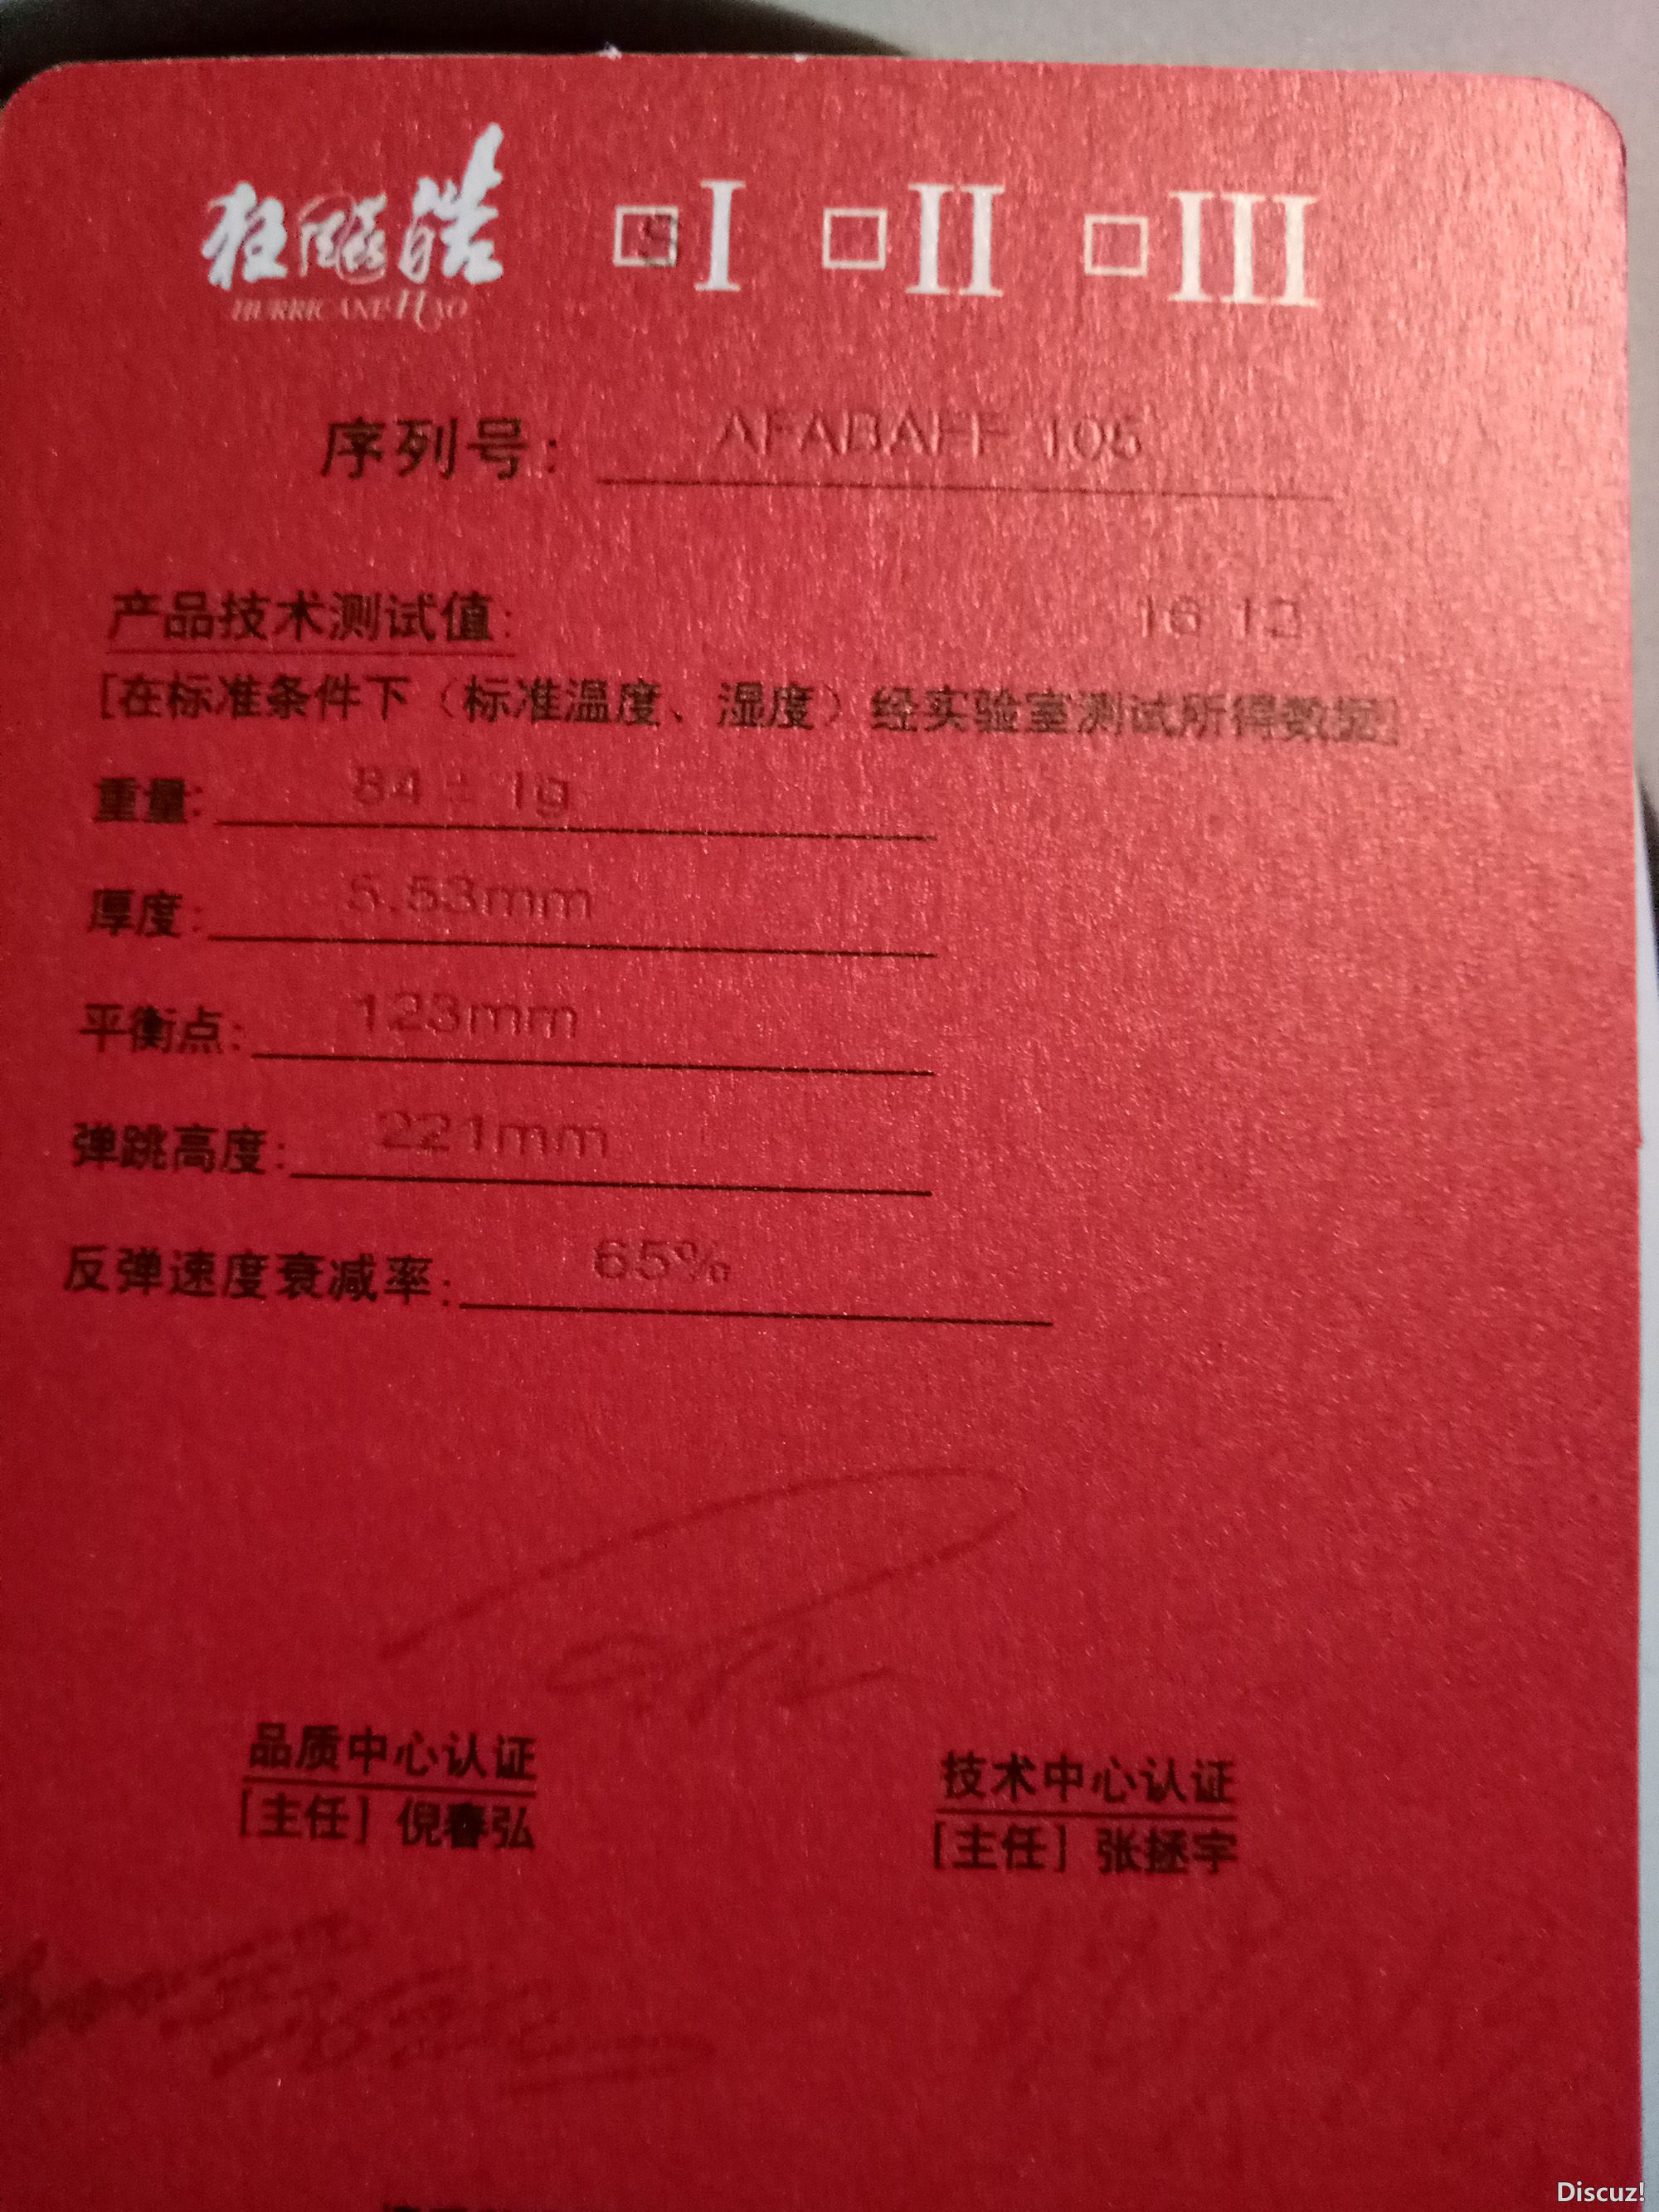 狂飚皓 S I II III
HURRICANE HAO
序列号: AFABAFF 105
产品技术测试值: 16 12
[在标准条件下（标准温度、湿度）经实验室测试所得数据]
重量: 84 ± 1g
厚度: 5.53mm
平衡点: 123mm
弹跳高度: 221mm
反弹速度衰减率: 65%
品质中心认证 技术中心认证
[主任] 倪春弘 [主任] 张拯宇
Discuz!